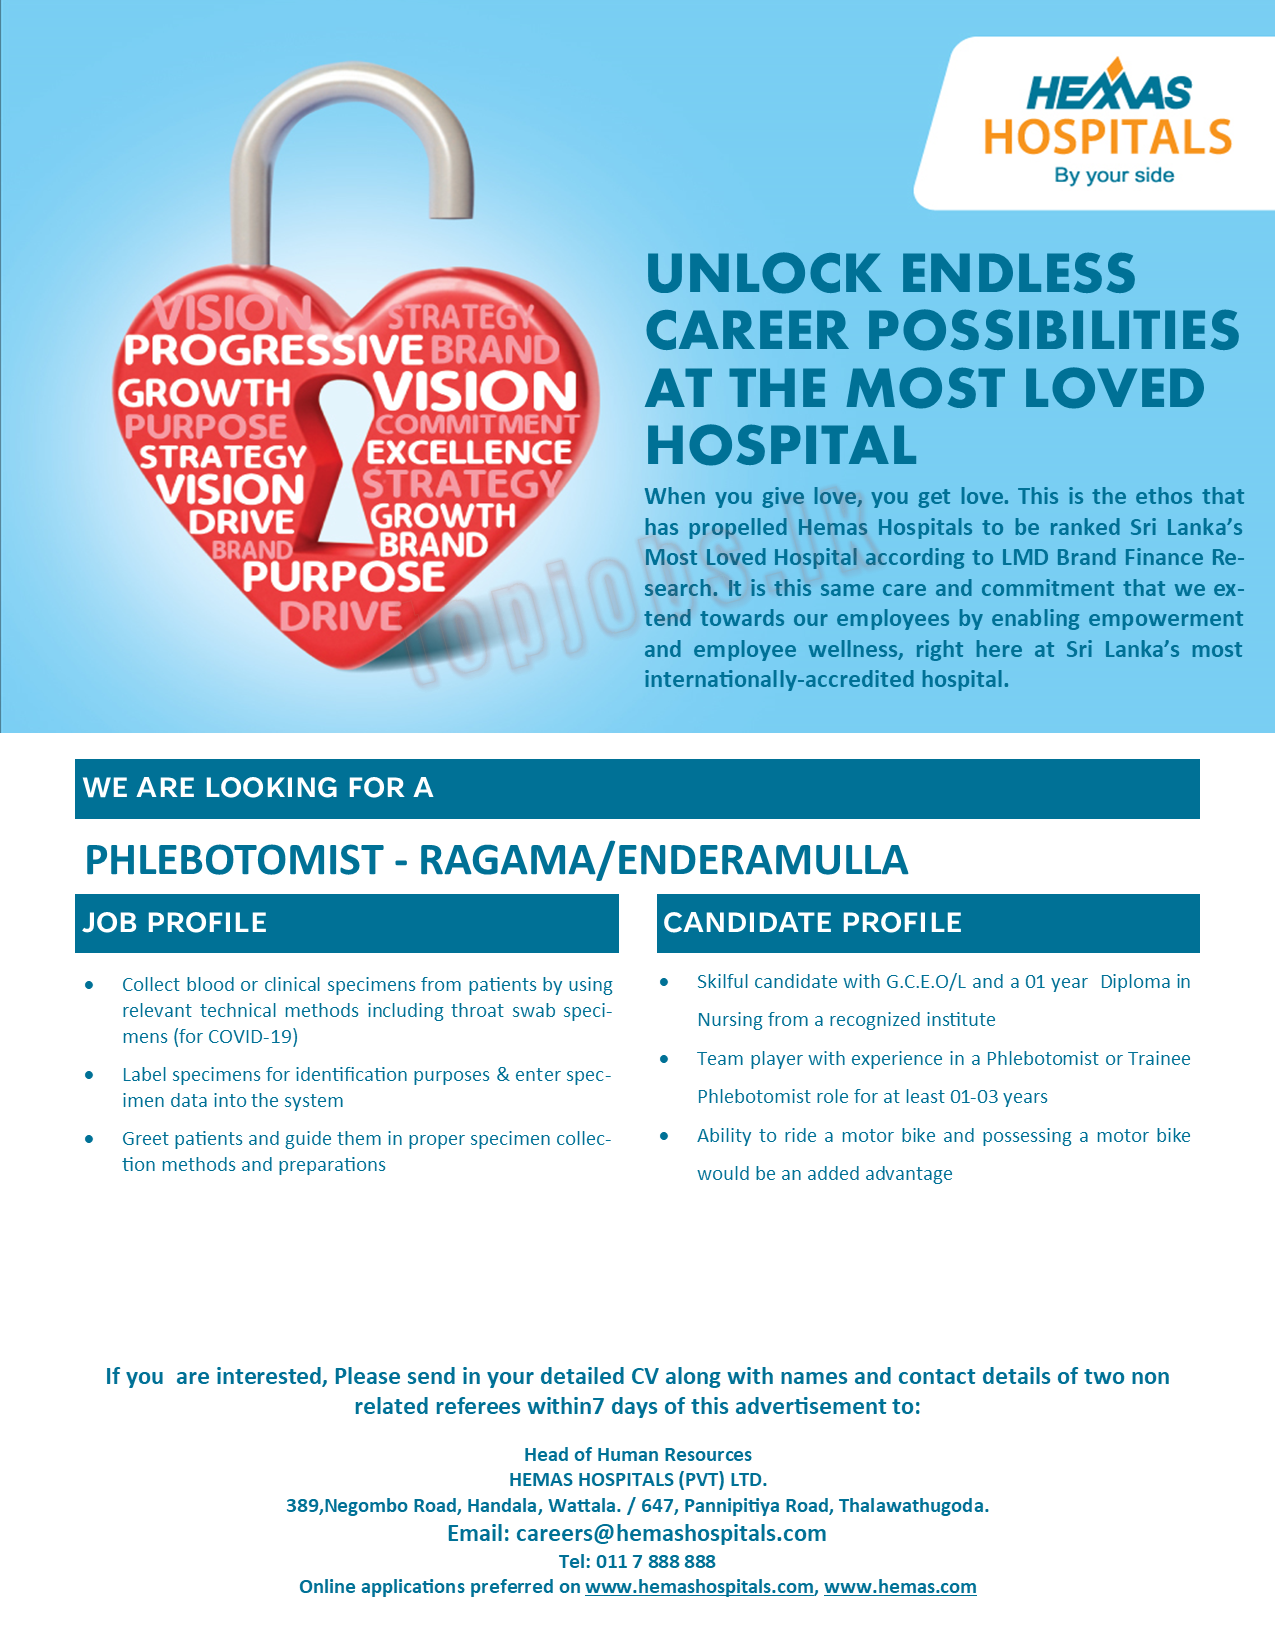 HEMAS
HOSPITALS
By your side
VISION
STRATEGY
PROGRESSIVE BRAND
GROWTH VISION
PURPOSE COMMITMENT
STRATEGY EXCELLENCE
VISION STRATEGY
DRIVE GROWTH
BRAND BRAND
PURPOSE
DRIVE
UNLOCK ENDLESS
CAREER POSSIBILITIES
AT THE MOST LOVED
HOSPITAL
When you give love, you get love. This is the ethos that
has propelled Hemas Hospitals to be ranked Sri Lanka’s
Most Loved Hospital according to LMD Brand Finance Re-
search. It is this same care and commitment that we ex-
tend towards our employees by enabling empowerment
and employee wellness, right here at Sri Lanka’s most
internationally-accredited hospital.
Topjobs.lk
WE ARE LOOKING FOR A
PHLEBOTOMIST - RAGAMA/ENDERAMULLA
JOB PROFILE
• Collect blood or clinical specimens from patients by using
relevant technical methods including throat swab speci-
mens (for COVID-19)
• Label specimens for identification purposes & enter spec-
imen data into the system
• Greet patients and guide them in proper specimen collec-
tion methods and preparations
CANDIDATE PROFILE
• Skilful candidate with G.C.E.O/L and a 01 year  Diploma in
Nursing from a recognized institute
• Team player with experience in a Phlebotomist or Trainee
Phlebotomist role for at least 01-03 years
• Ability to ride a motor bike and possessing a motor bike
would be an added advantage
If you  are interested, Please send in your detailed CV along with names and contact details of two non
related referees within7 days of this advertisement to:
Head of Human Resources
HEMAS HOSPITALS (PVT) LTD.
389,Negombo Road, Handala, Wattala. / 647, Pannipitiya Road, Thalawathugoda.
Email: careers@hemashospitals.com
Tel: 011 7 888 888
Online applications preferred on www.hemashospitals.com, www.hemas.com